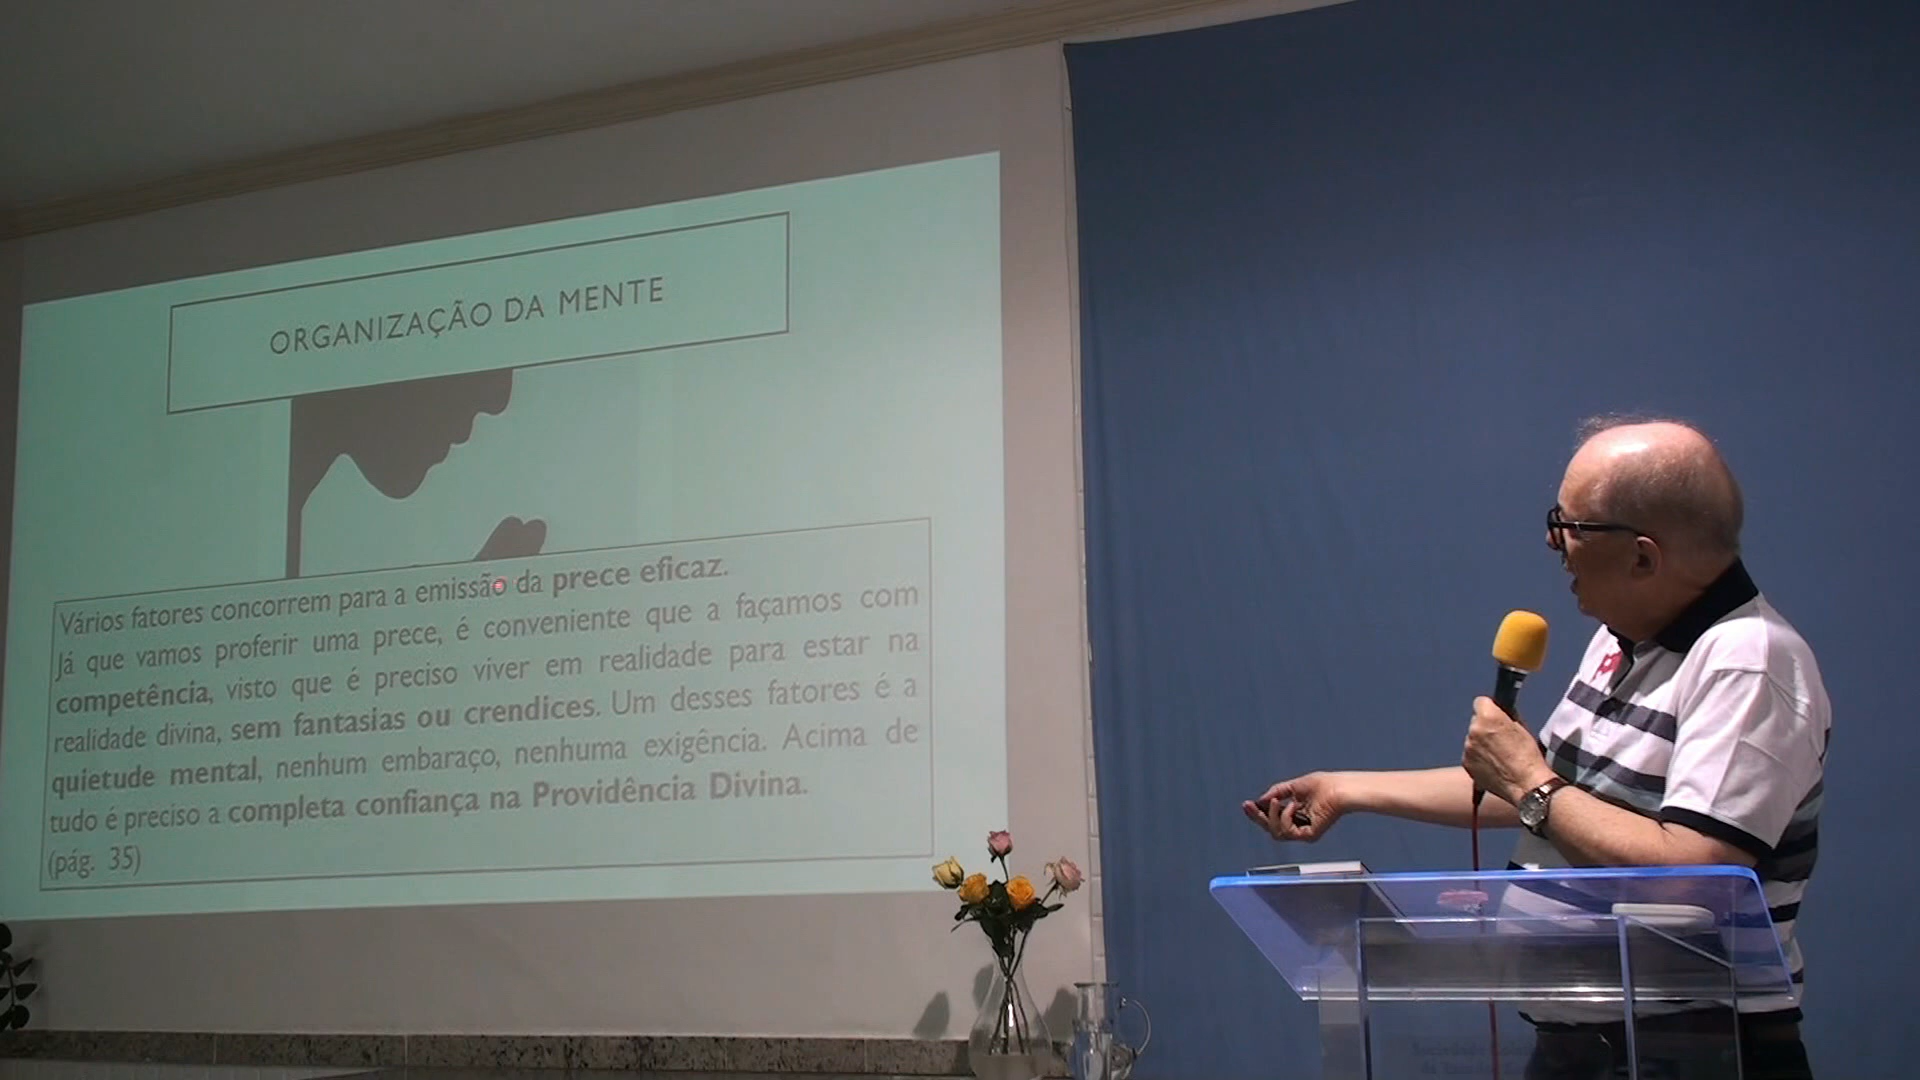 ORGANIZAÇÃO DA MENTE
Vários fatores concorrem para a emissão da prece eficaz.
Já que vamos proferir uma prece, é conveniente que a façamos com
competência, visto que é preciso viver em realidade para estar na
realidade divina, sem fantasias ou crendices. Um desses fatores é a
quietude mental, nenhum embaraço, nenhuma exigência. Acima de
tudo é preciso a completa confiança na Providência Divina.
(pág. 35)